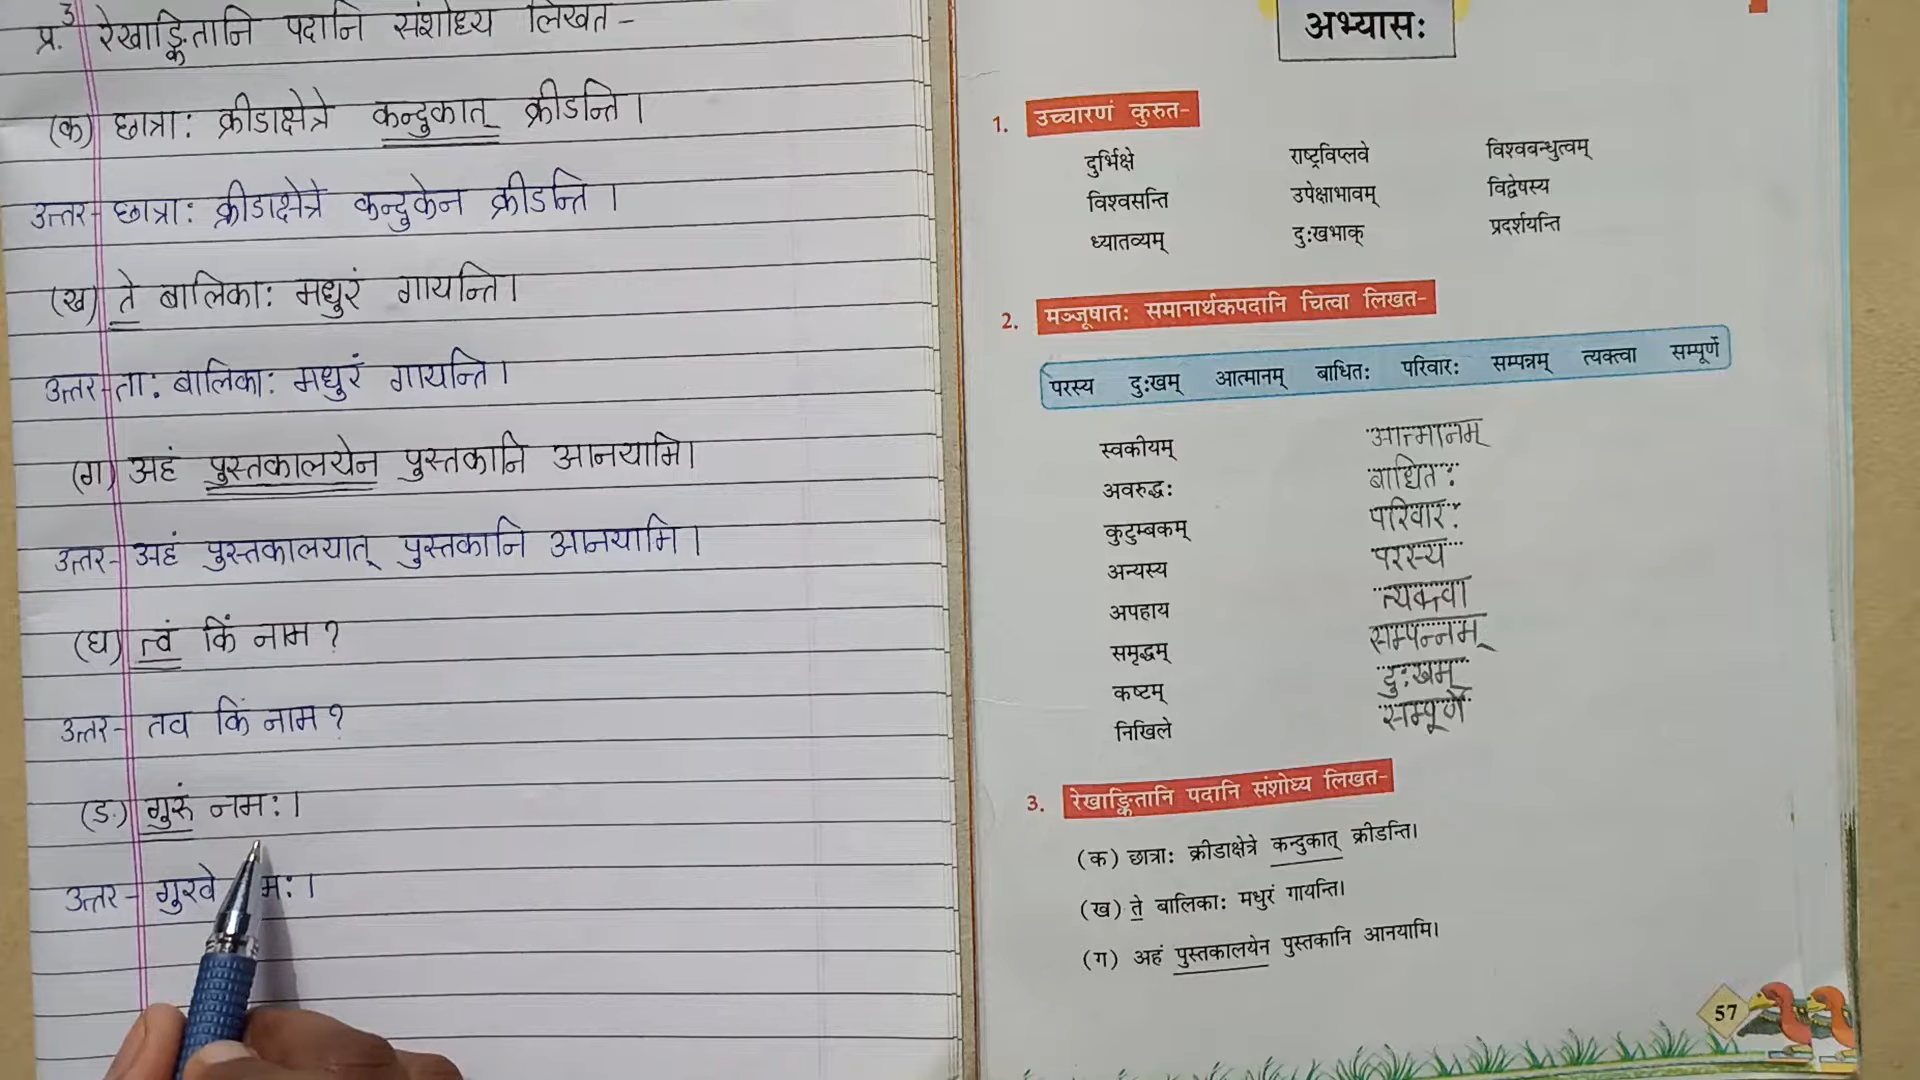 प्र. 3 रेखाङ्कितानि पदानि संशोध्य लिखत-
(क) छात्राः क्रीडाक्षेत्रे कन्दुकात् क्रीडन्ति।
उत्तर- छात्राः क्रीडाक्षेत्रे कन्दुकेन क्रीडन्ति।
(ख) ते बालिकाः मधुरं गायन्ति।
उत्तर- ताः बालिकाः मधुरं गायन्ति।
(ग) अहं पुस्तकालयेन पुस्तकानि आनयामि।
उत्तर- अहं पुस्तकालयात् पुस्तकानि आनयामि।
(घ) त्वं किं नाम?
उत्तर- तव किं नाम?
(ङ) गुरुं नमः।
उत्तर- गुरवे मः।
अभ्यासः
1. उच्चारणं कुरुत-
दुर्भिक्षे राष्ट्रविप्लवे विश्वबन्धुत्वम्
विश्वसन्ति उपेक्षाभावम् विद्वेषस्य
ध्यातव्यम् दुःखभाक् प्रदर्शयन्ति
2. मञ्जूषातः समानार्थकपदानि चित्वा लिखत-
परस्य दुःखम् आत्मानम् बाधितः परिवारः सम्पन्नम् त्यक्त्वा सम्पूर्णे
स्वकीयम् आत्मानम्
अवरुद्धः बाधितः
कुटुम्बकम् परिवारः
अन्यस्य परस्य
अपहाय त्यक्त्वा
समृद्धम् सम्पन्नम्
कष्टम् दुःखम्
निखिले सम्पूर्णे
3. रेखाङ्कितानि पदानि संशोध्य लिखत-
(क) छात्राः क्रीडाक्षेत्रे कन्दुकात् क्रीडन्ति।
(ख) ते बालिकाः मधुरं गायन्ति।
(ग) अहं पुस्तकालयेन पुस्तकानि आनयामि।
57